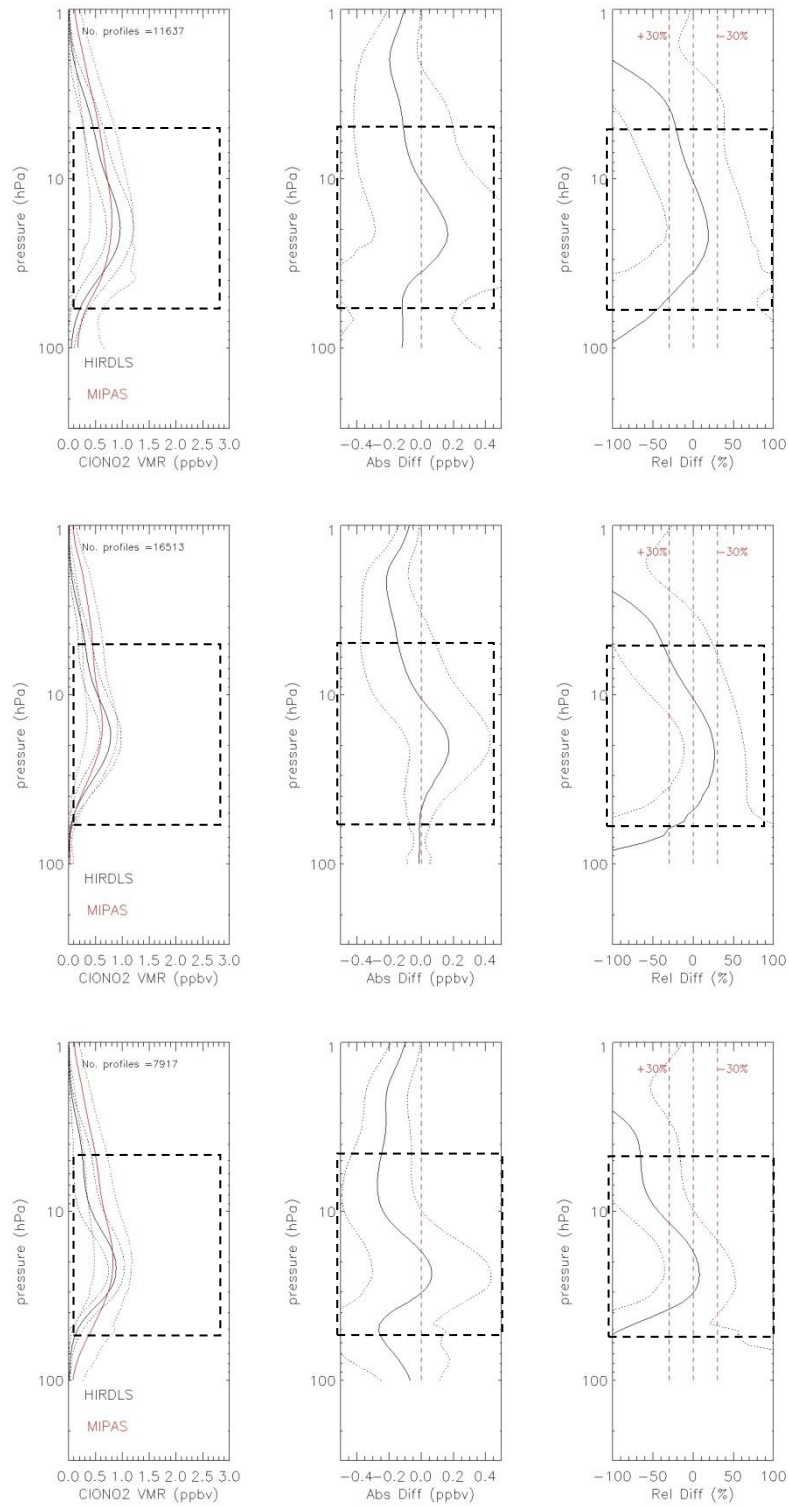 No. profiles =11637
+30% -30%
1
10
100
pressure (hPa)
HIRDLS
MIPAS
0.0 0.5 1.0 1.5 2.0 2.5 3.0
ClONO2 VMR (ppbv)
1
10
100
pressure (hPa)
-0.4 -0.2 0.0 0.2 0.4
Abs Diff (ppbv)
1
10
100
pressure (hPa)
-100 -50 0 50 100
Rel Diff (%)
No. profiles =16513
+30% -30%
1
10
100
pressure (hPa)
HIRDLS
MIPAS
0.0 0.5 1.0 1.5 2.0 2.5 3.0
ClONO2 VMR (ppbv)
1
10
100
pressure (hPa)
-0.4 -0.2 0.0 0.2 0.4
Abs Diff (ppbv)
1
10
100
pressure (hPa)
-100 -50 0 50 100
Rel Diff (%)
No. profiles =7917
+30% -30%
1
10
100
pressure (hPa)
HIRDLS
MIPAS
0.0 0.5 1.0 1.5 2.0 2.5 3.0
ClONO2 VMR (ppbv)
1
10
100
pressure (hPa)
-0.4 -0.2 0.0 0.2 0.4
Abs Diff (ppbv)
1
10
100
pressure (hPa)
-100 -50 0 50 100
Rel Diff (%)